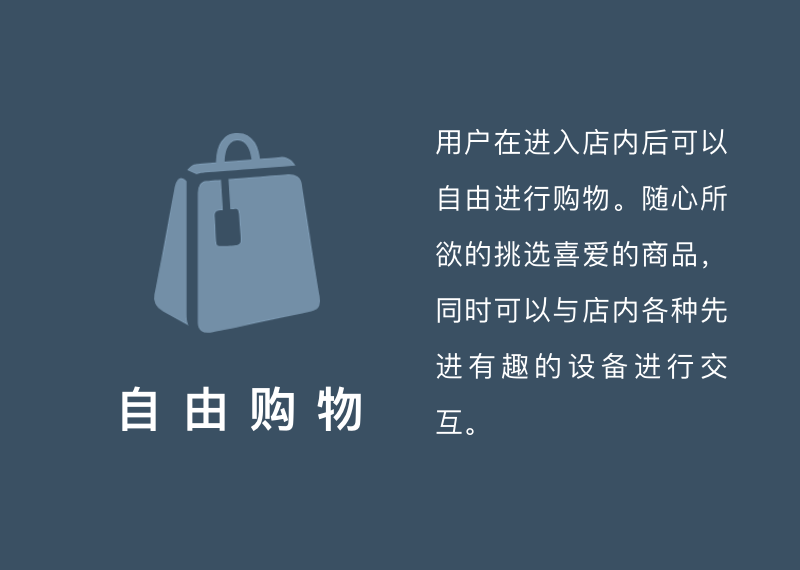 自由购物
用户在进入店内后可以
自由进行购物。随心所
欲的挑选喜爱的商品，
同时可以与店内各种先
进有趣的设备进行交
互。